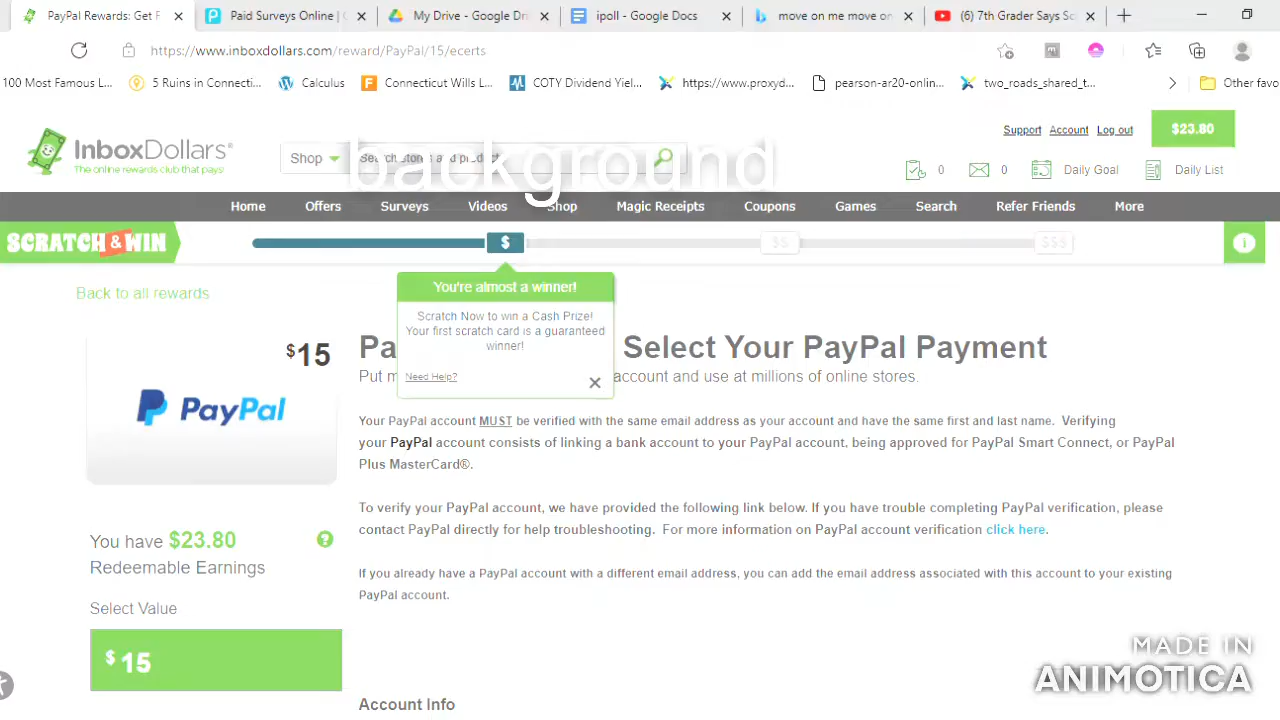 PayPal Rewards: Get F
Paid Surveys Online | C
My Drive - Google Dri
ipoll - Google Docs
move on me move on
(6) 7th Grader Says Sc
https://www.inboxdollars.com/reward/PayPal/15/ecerts
100 Most Famous L...
5 Ruins in Connecti...
Calculus
Connecticut Wills L...
COTY Dividend Yiel...
https://www.proxyd...
pearson-ar20-onlin...
two_roads_shared_t...
Other favo
Support
Account
Log out
$23.80
InboxDollars®
The online rewards club that pays!
Shop
Search stores and product
background
0
0
Daily Goal
Daily List
Home
Offers
Surveys
Videos
Shop
Magic Receipts
Coupons
Games
Search
Refer Friends
More
SCRATCH & WIN
$
$$
$$$
Back to all rewards
You're almost a winner!
Scratch Now to win a Cash Prize!
Your first scratch card is a guaranteed
winner!
Need Help?
$15
PayPal
Pa
Select Your PayPal Payment
Put m
account and use at millions of online stores.
Your PayPal account MUST be verified with the same email address as your account and have the same first and last name. Verifying
your PayPal account consists of linking a bank account to your PayPal account, being approved for PayPal Smart Connect, or PayPal
Plus MasterCard®.
To verify your PayPal account, we have provided the following link below. If you have trouble completing PayPal verification, please
contact PayPal directly for help troubleshooting. For more information on PayPal account verification click here.
If you already have a PayPal account with a different email address, you can add the email address associated with this account to your existing
PayPal account.
You have $23.80
Redeemable Earnings
Select Value
$ 15
Account Info
MADE IN
ANIMOTICA